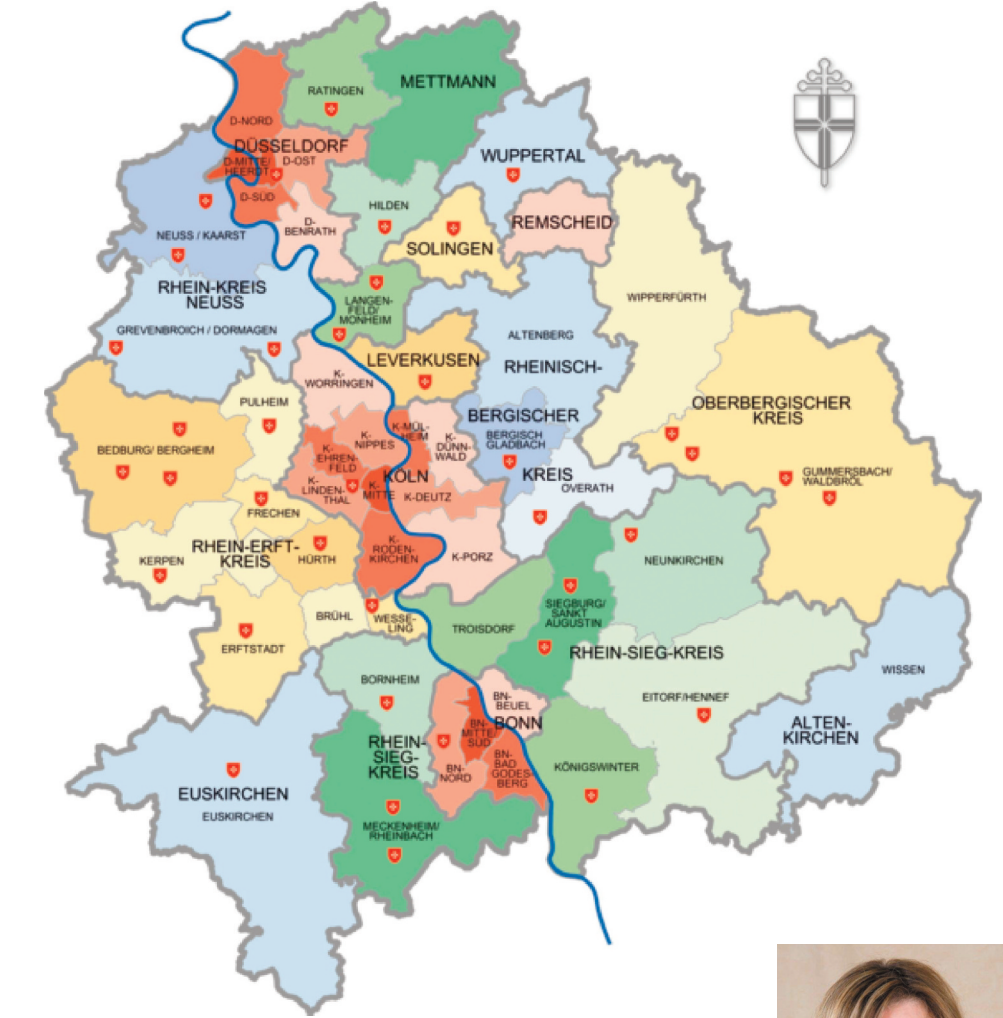 METTMANN
RATINGEN
D-NORD
DÜSSELDORF
D-MITTE/
HEERDT
D-OST
WUPPERTAL
D-SÜD
HILDEN
D-
BENRATH
REMSCHEID
NEUSS / KAARST
SOLINGEN
RHEIN-KREIS
NEUSS
WIPPERFÜRTH
LANGEN-
FELD/
MONHEIM
GREVENBROICH / DORMAGEN
ALTENBERG
LEVERKUSEN
RHEINISCH-
K-
WORRINGEN
PULHEIM
OBERBERGISCHER
KREIS
BERGISCHER
K-MÜL-
HEIM
K-
NIPPES
K-
DÜNN-
WALD
BERGISCH
GLADBACH
BEDBURG/ BERGHEIM
K-
EHREN-
FELD
KÖLN
KREIS
GUMMERSBACH/
WALDBRÖL
K-
LINDEN-
THAL
K-
MITTE
K-DEUTZ
OVERATH
FRECHEN
RHEIN-ERFT-
KREIS
K-
RODEN-
KIRCHEN
K-PORZ
KERPEN
HÜRTH
NEUNKIRCHEN
SIEGBURG/
SANKT
AUGUSTIN
BRÜHL
WESSE-
LING
TROISDORF
ERFTSTADT
RHEIN-SIEG-KREIS
WISSEN
BORNHEIM
EITORF/HENNEF
BN-
BEUEL
BONN
ALTEN-
KIRCHEN
BN-
MITTE/
SÜD
RHEIN-
SIEG-
KREIS
BN-
NORD
BN-
BAD
GODES-
BERG
KÖNIGSWINTER
EUSKIRCHEN
EUSKIRCHEN
MECKENHEIM/
RHEINBACH